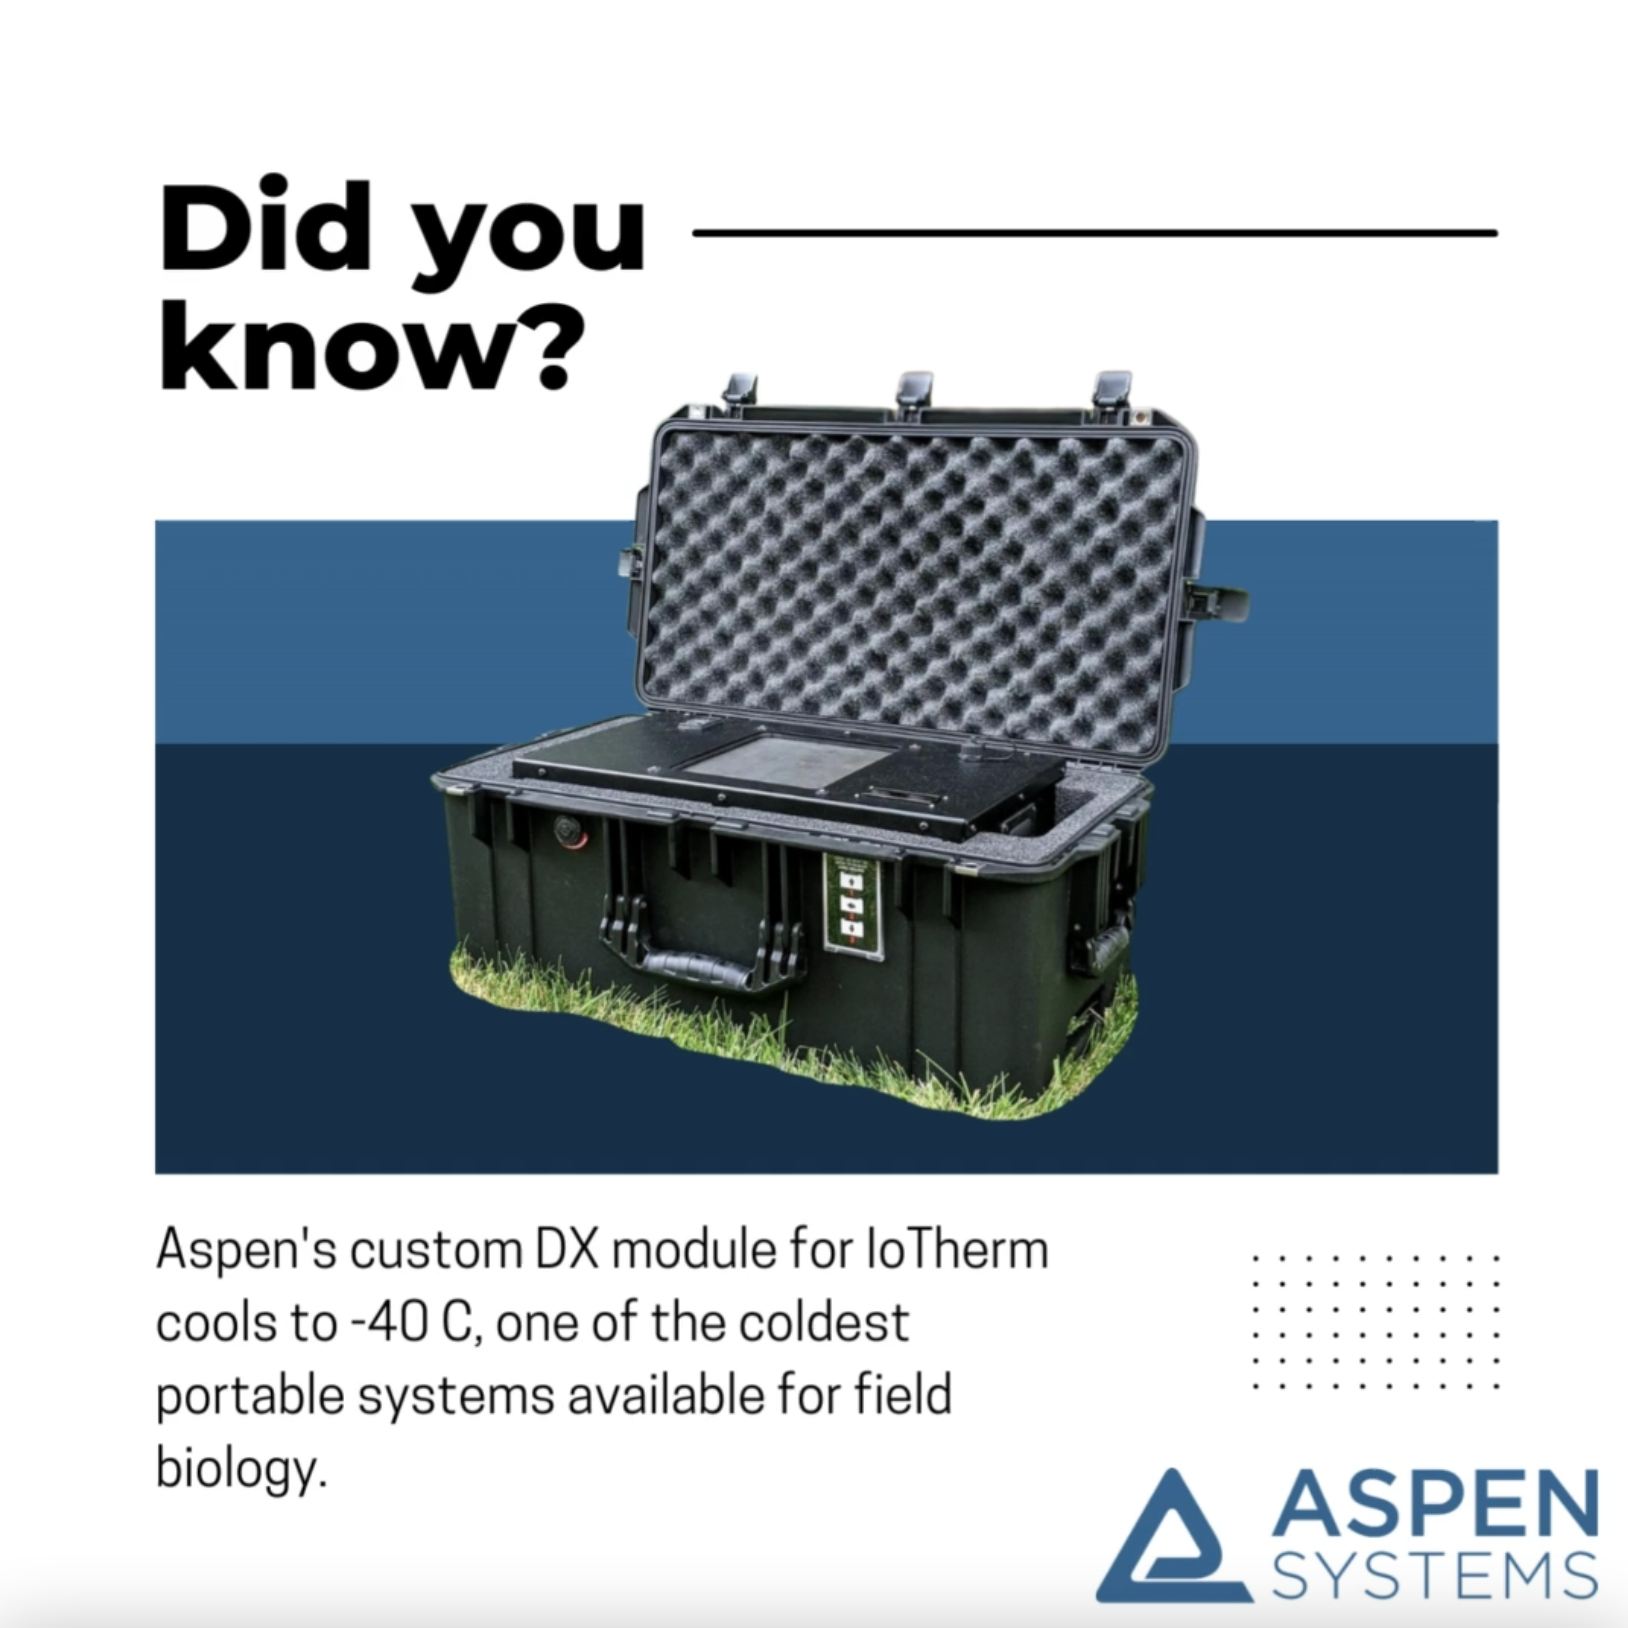 Did you
know?
Aspen's custom DX module for IoTherm
cools to -40 C, one of the coldest
portable systems available for field
biology.
ASPEN
SYSTEMS